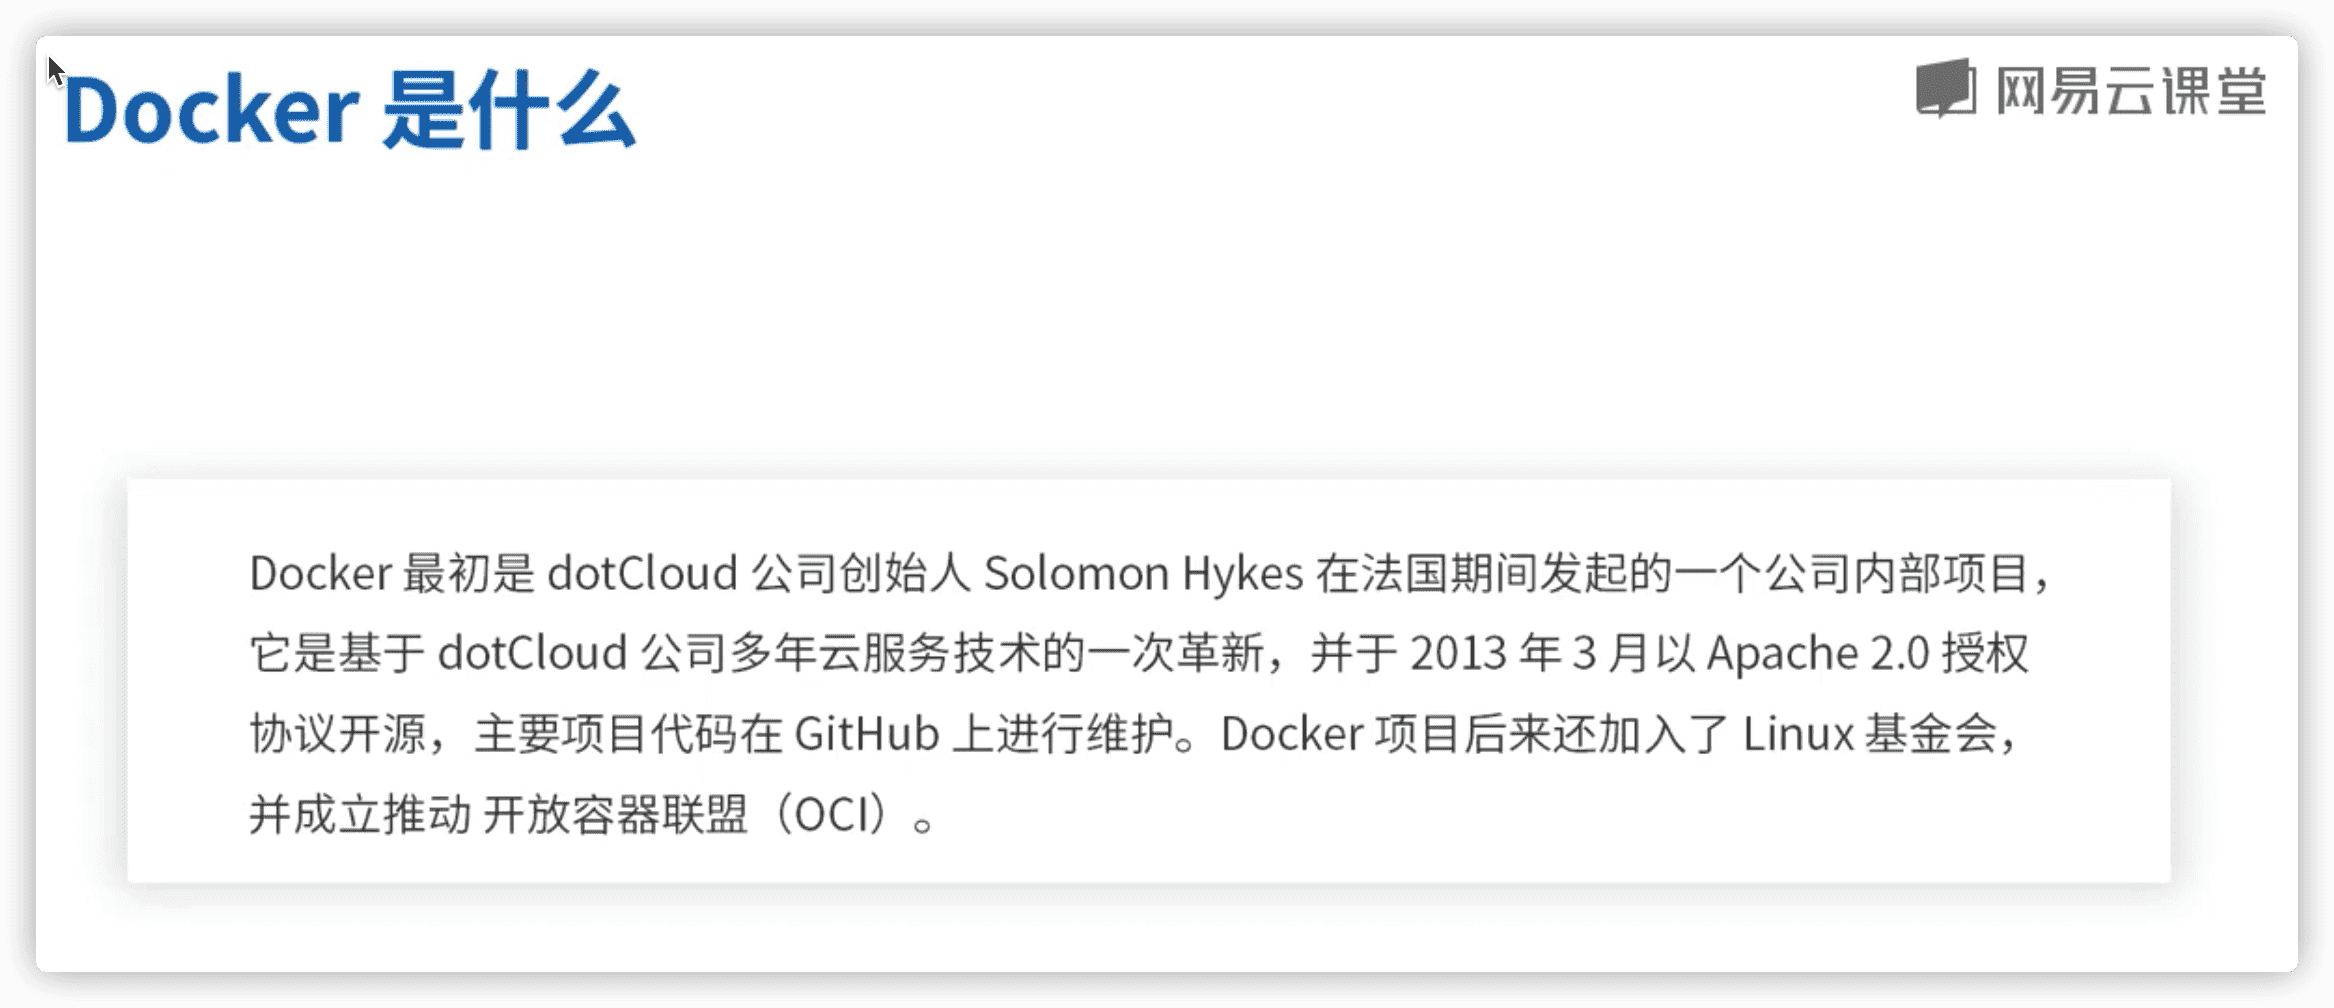 Docker 是什么
网易云课堂
Docker 最初是 dotCloud 公司创始人 Solomon Hykes 在法国期间发起的一个公司内部项目，
它是基于 dotCloud 公司多年云服务技术的一次革新，并于 2013 年 3 月以 Apache 2.0 授权
协议开源，主要项目代码在 GitHub 上进行维护。Docker 项目后来还加入了 Linux 基金会，
并成立推动 开放容器联盟（OCI）。